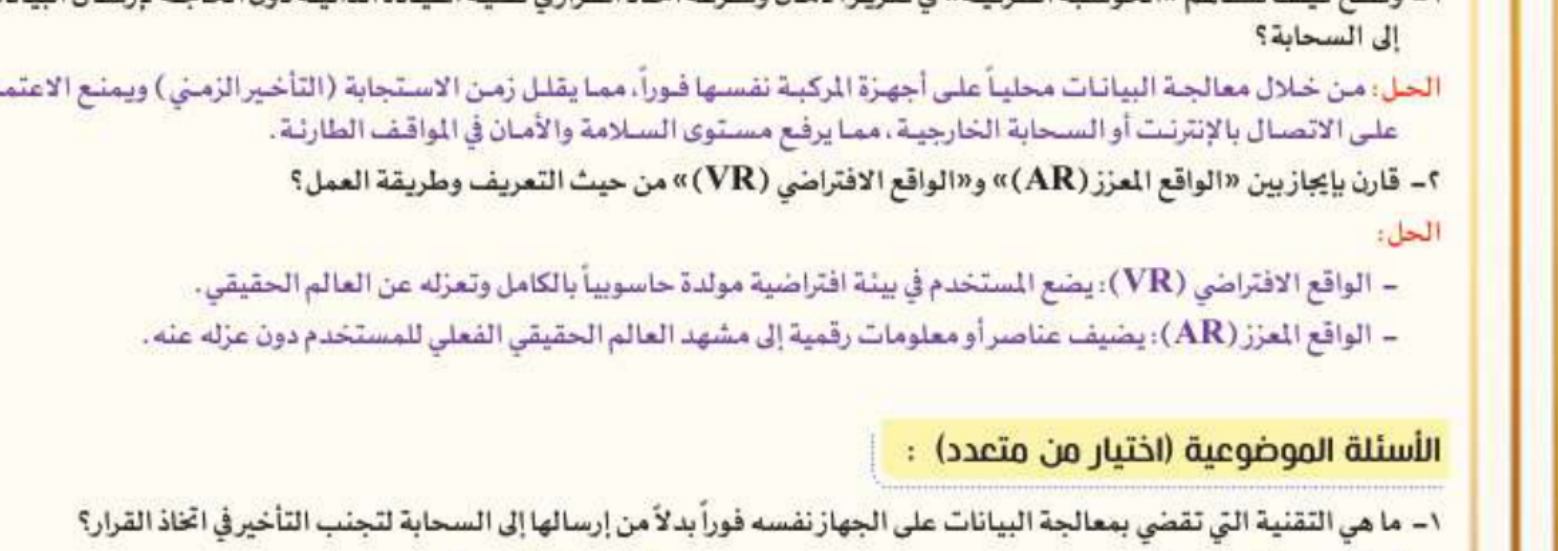 إلى السحابة؟
الحل: من خلال معالجة البيانات محلياً على أجهزة المركبة نفسها فوراً، مما يقلل زمن الاستجابة (التأخير الزمني) ويمنع
على الاتصال بالإنترنت أو السحابة الخارجية، مما يرفع مستوى السلامة والأمان في المواقف الطارئة.
٢- قارن بإيجاز بين «الواقع المعزز (AR)» و«الواقع الافتراضي (VR)» من حيث التعريف وطريقة العمل؟
الحل:
- الواقع الافتراضي (VR): يضع المستخدم في بيئة افتراضية مولدة حاسوبياً بالكامل وتعزله عن العالم الحقيقي.
- الواقع المعزز (AR): يضيف عناصر أو معلومات رقمية إلى مشهد العالم الحقيقي الفعلي للمستخدم دون عزله عنه.
الأسئلة الموضوعية (اختيار من متعدد) :
١- ما هي التقنية التي تقضي بمعالجة البيانات على الجهاز نفسه فوراً بدلاً من إرسالها إلى السحابة لتجنب التأخير في اتخاذ القرار؟